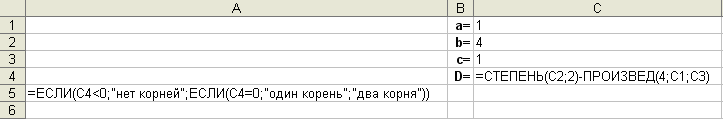 A B C
1 a= 1
2 b= 4
3 c= 1
4 D= =СТЕПЕНЬ(C2;2)-ПРОИЗВЕД(4;C1;C3)
5 =ЕСЛИ(C4<0;"нет корней";ЕСЛИ(C4=0;"один корень";"два корня"))
6